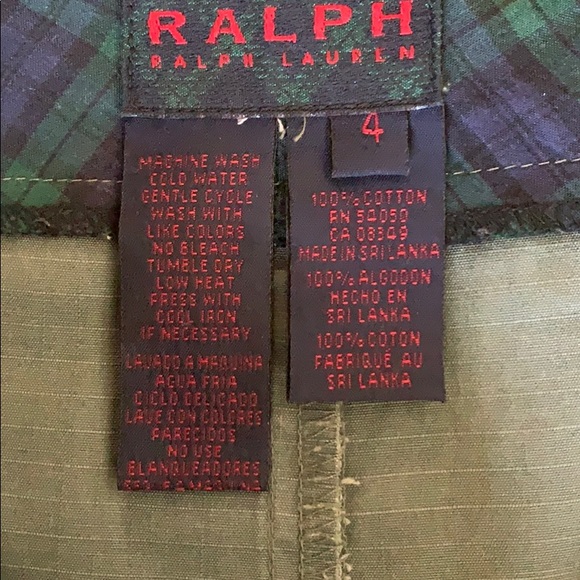 RALPH
RALPH LAUREN
4
MACHINE WASH
COLD WATER
GENTLE CYCLE
WASH WITH
LIKE COLORS
NO BLEACH
TUMBLE DRY
LOW HEAT
PRESS WITH
COOL IRON
IF NECESSARY
LAVADO A MAQUINA
AGUA FRIA
CICLO DELICADO
LAVE CON COLORES
PARECIDOS
NO USE
BLANQLEADORES
SEQUE A MAQUINA
100% COTTON
RN 54050
CA 08349
MADE IN SRI LANKA
100% ALGODON
HECHO EN
SRI LANKA
100% COTON
FABRIQUÉ AU
SRI LANKA